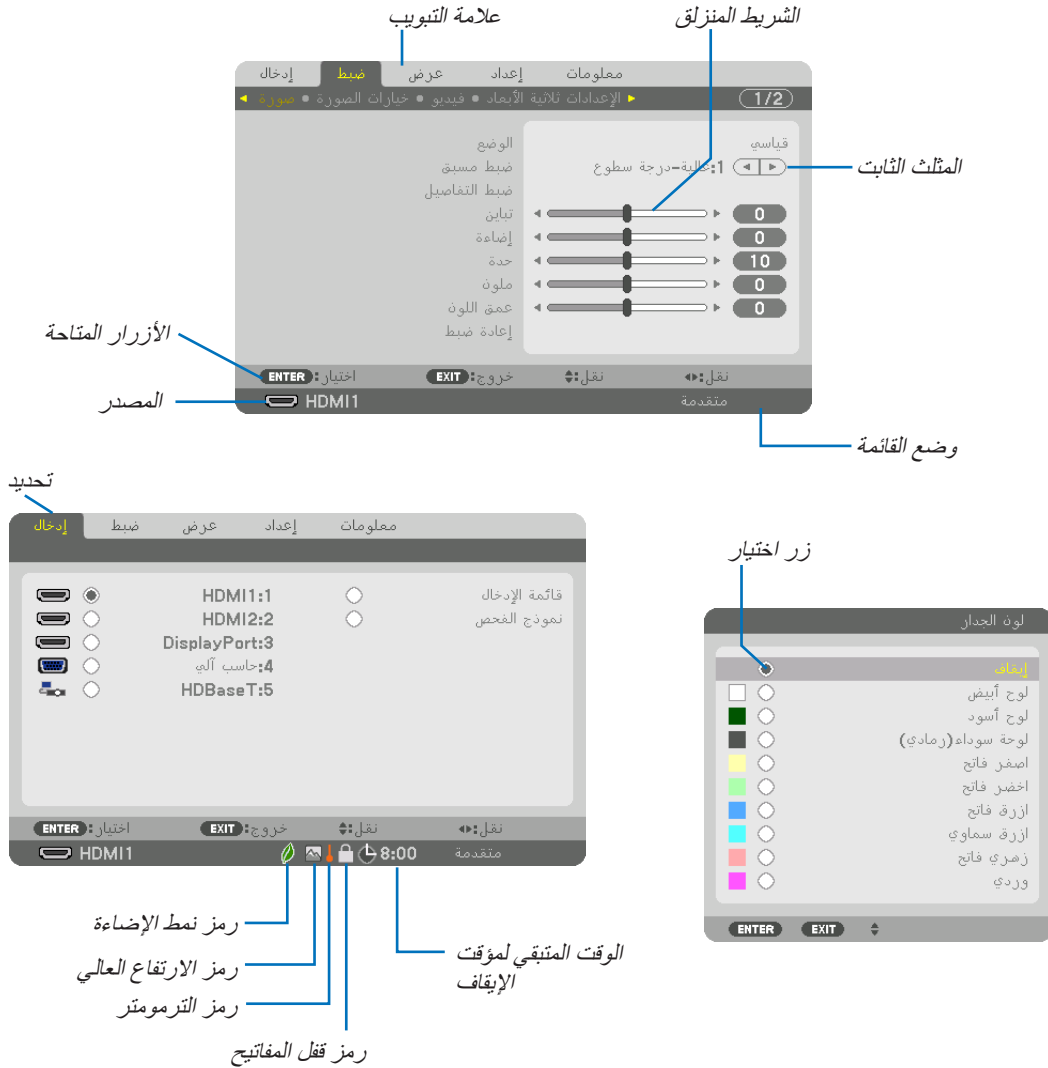 علامة التبويب
الشريط المنزلق
إدخال ضبط عرض إعداد معلومات
صورة ● خيارات الصورة ● فيديو ● الإعدادات ثلاثية الأبعاد 1/2
الوضع قياسي
ضبط مسبق 1:عالية-درجة سطوع
ضبط التفاصيل
تباين 0
إضاءة 0
حدة 10
ملون 0
عمق اللون 0
إعادة ضبط
ENTER:اختيار EXIT:خروج نقل: نقل:
HDMI1 متقدمة
المثلث الثابت
الأزرار المتاحة
المصدر
وضع القائمة
تحديد
إدخال ضبط عرض إعداد معلومات
HDMI1:1 قائمة الإدخال
HDMI2:2 نموذج الفحص
DisplayPort:3
4:حاسب آلي
HDBaseT:5
ENTER:اختيار EXIT:خروج نقل: نقل:
HDMI1 8:00 متقدمة
رمز نمط الإضاءة
رمز الارتفاع العالي
رمز الترمومتر
رمز قفل المفاتيح
الوقت المتبقي لمؤقت
الإيقاف
زر اختيار
لون الجدار
إيقاف
لوح أبيض
لوح أسود
لوحة سوداء(رمادي)
اصفر فاتح
اخضر فاتح
ازرق فاتح
ازرق سماوي
زهري فاتح
وردي
ENTER EXIT